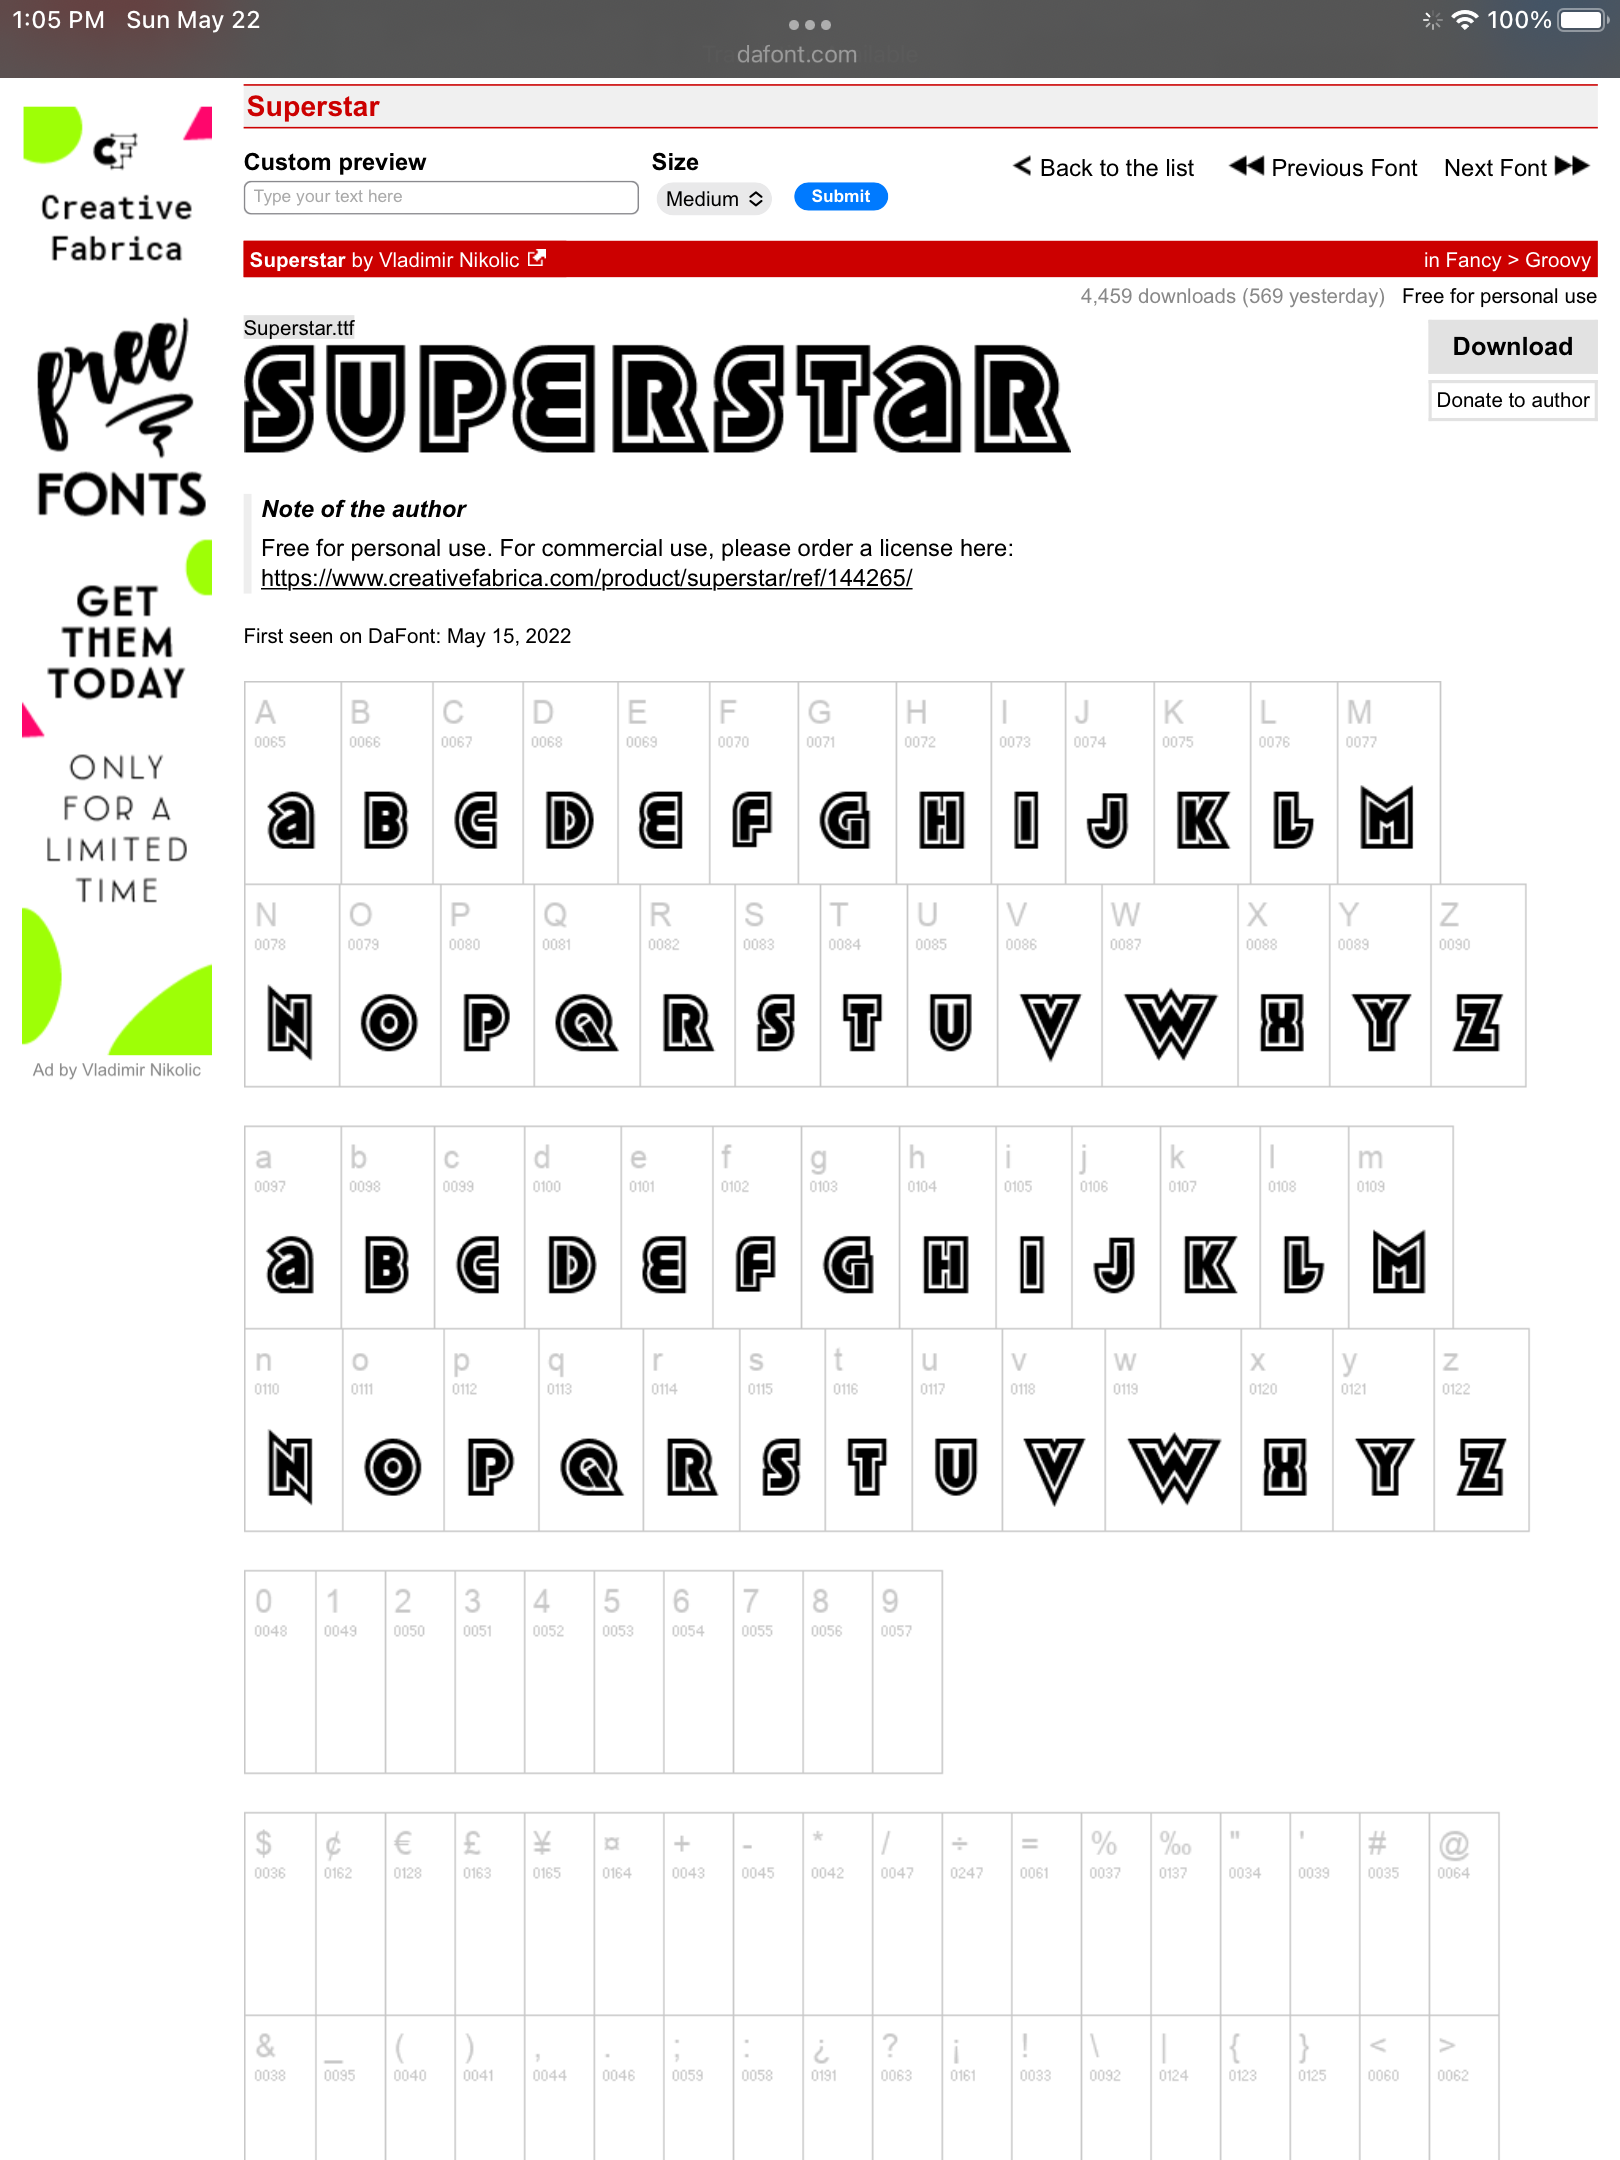 1:05 PM Sun May 22
100%
dafont.com
Superstar
Custom preview
Size
Type your text here
Medium
Submit
Back to the list
Previous Font
Next Font
Superstar by Vladimir Nikolic
in Fancy > Groovy
4,459 downloads (569 yesterday) Free for personal use
Superstar.ttf
SUPERSTaR
Download
Donate to author
Note of the author
Free for personal use. For commercial use, please order a license here:
https://www.creativefabrica.com/product/superstar/ref/144265/
First seen on DaFont: May 15, 2022
CF
Creative
Fabrica
free
FONTS
GET
THEM
TODAY
ONLY
FOR A
LIMITED
TIME
Ad by Vladimir Nikolic
A B C D E F G H I J K L M
0065 0066 0067 0068 0069 0070 0071 0072 0073 0074 0075 0076 0077
a B C D E F G H I J K L M
N O P Q R S T U V W X Y Z
0078 0079 0080 0081 0082 0083 0084 0085 0086 0087 0088 0089 0090
N O P Q R S T U V W X Y Z
a b c d e f g h i j k l m
0097 0098 0099 0100 0101 0102 0103 0104 0105 0106 0107 0108 0109
a B C D E F G H I J K L M
n o p q r s t u v w x y z
0110 0111 0112 0113 0114 0115 0116 0117 0118 0119 0120 0121 0122
N O P Q R S T U V W X Y Z
0 1 2 3 4 5 6 7 8 9
0048 0049 0050 0051 0052 0053 0054 0055 0056 0057
$ ¢ € £ ¥ ¤ + - * / ÷ = % ‰ " ' # @
0036 0162 0128 0163 0165 0164 0043 0045 0042 0047 0247 0061 0037 0137 0034 0039 0035 0064
& _ ( ) , . ; : ¿ ? ¡ ! \ | { } < >
0038 0095 0040 0041 0044 0046 0059 0058 0191 0063 0161 0033 0092 0124 0123 0125 0060 0062